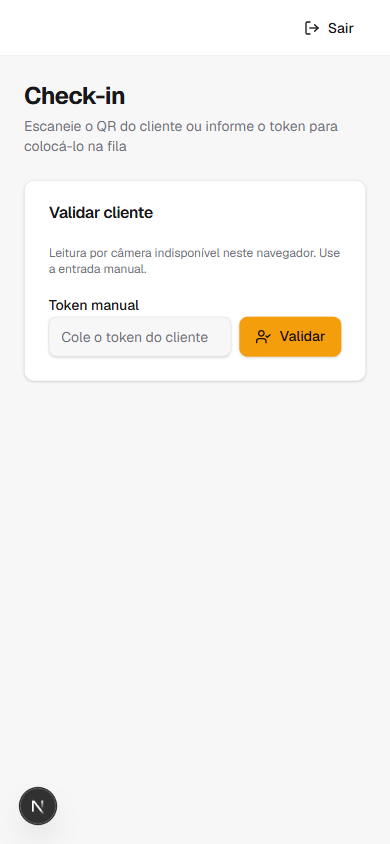 Sair
Check-in
Escaneie o QR do cliente ou informe o token para
colocá-lo na fila
Validar cliente
Leitura por câmera indisponível neste navegador. Use
a entrada manual.
Token manual
Cole o token do cliente
Validar
N